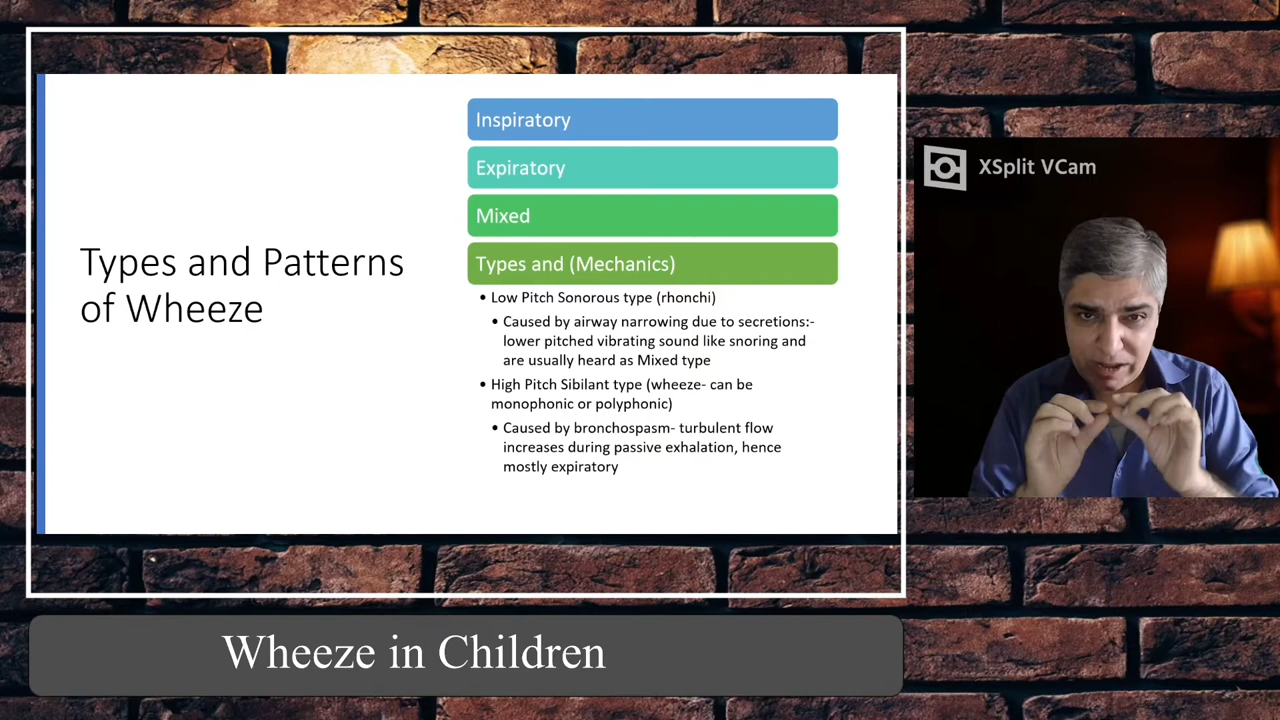 Types and Patterns
of Wheeze
Inspiratory
Expiratory
Mixed
Types and (Mechanics)
• Low Pitch Sonorous type (rhonchi)
• Caused by airway narrowing due to secretions:-
lower pitched vibrating sound like snoring and
are usually heard as Mixed type
• High Pitch Sibilant type (wheeze- can be
monophonic or polyphonic)
• Caused by bronchospasm- turbulent flow
increases during passive exhalation, hence
mostly expiratory
XSplit VCam
Wheeze in Children